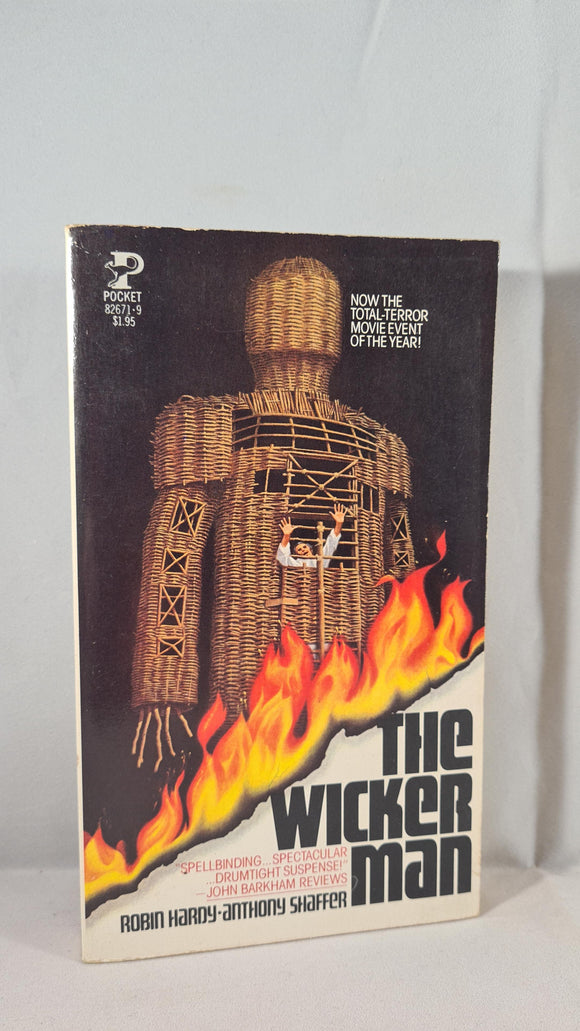 P
POCKET
82671·9
$1.95
NOW THE
TOTAL-TERROR
MOVIE EVENT
OF THE YEAR!
THE
WICKER
MAN
"SPELLBINDING...SPECTACULAR
...DRUMTIGHT SUSPENSE!"
—JOHN BARKHAM REVIEWS
ROBIN HARDY·ANTHONY SHAFFER